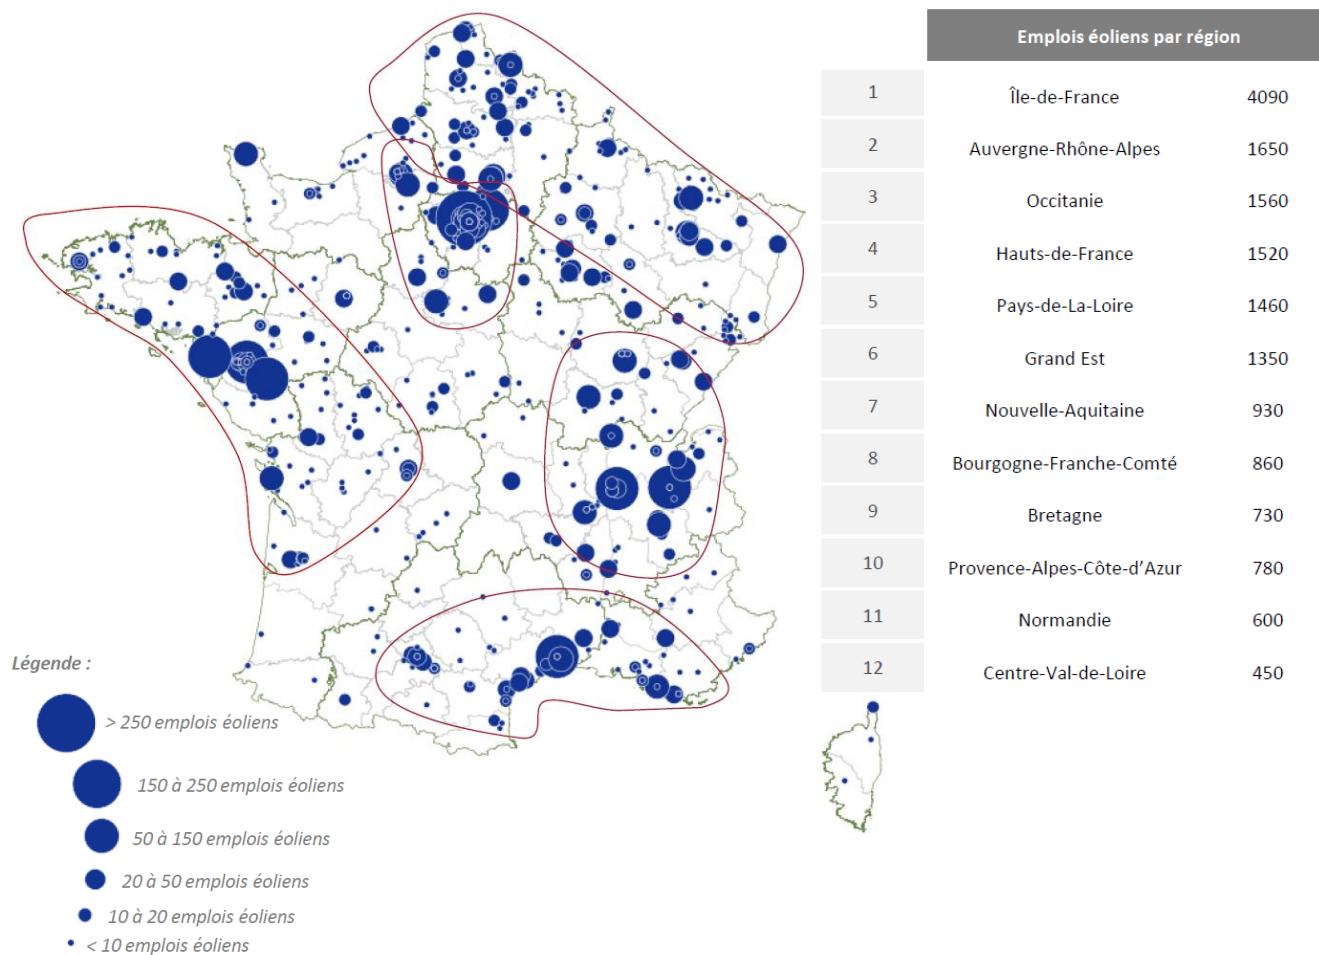 Emplois éoliens par région
1 Île-de-France 4090
2 Auvergne-Rhône-Alpes 1650
3 Occitanie 1560
4 Hauts-de-France 1520
5 Pays-de-La-Loire 1460
6 Grand Est 1350
7 Nouvelle-Aquitaine 930
8 Bourgogne-Franche-Comté 860
9 Bretagne 730
10 Provence-Alpes-Côte-d’Azur 780
11 Normandie 600
12 Centre-Val-de-Loire 450
Légende :
> 250 emplois éoliens
150 à 250 emplois éoliens
50 à 150 emplois éoliens
20 à 50 emplois éoliens
10 à 20 emplois éoliens
< 10 emplois éoliens